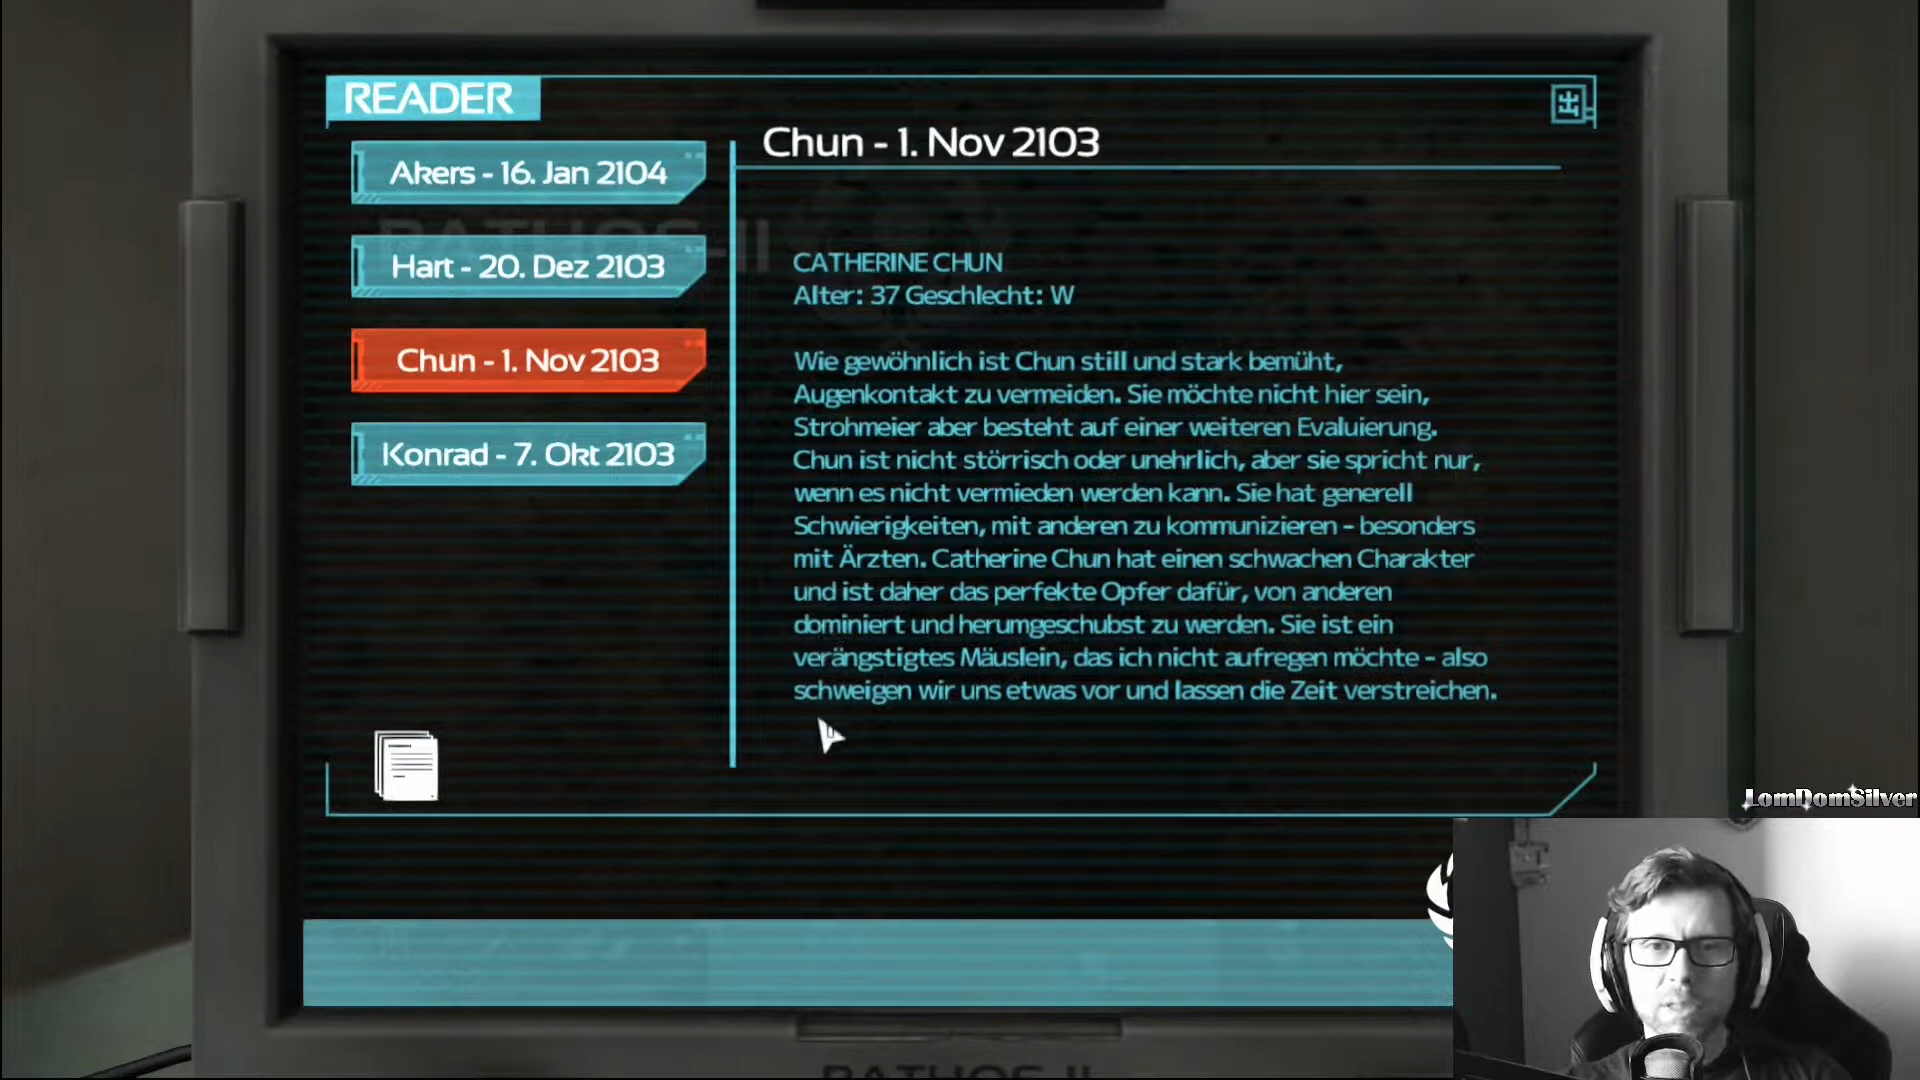 READER
Akers - 16. Jan 2104
Hart - 20. Dez 2103
Chun - 1. Nov 2103
Konrad - 7. Okt 2103
出
Chun - 1. Nov 2103
CATHERINE CHUN
Alter: 37 Geschlecht: W
Wie gewöhnlich ist Chun still und stark bemüht,
Augenkontakt zu vermeiden. Sie möchte nicht hier sein,
Strohmeier aber besteht auf einer weiteren Evaluierung.
Chun ist nicht störrisch oder unehrlich, aber sie spricht nur,
wenn es nicht vermieden werden kann. Sie hat generell
Schwierigkeiten, mit anderen zu kommunizieren - besonders
mit Ärzten. Catherine Chun hat einen schwachen Charakter
und ist daher das perfekte Opfer dafür, von anderen
dominiert und herumgeschubst zu werden. Sie ist ein
verängstigtes Mäuslein, das ich nicht aufregen möchte - also
schweigen wir uns etwas vor und lassen die Zeit verstreichen.
PATHOS-II
LomDomSilver
PATHOS-II